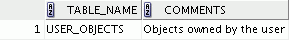 TABLE_NAME COMMENTS
1 USER_OBJECTS Objects owned by the user